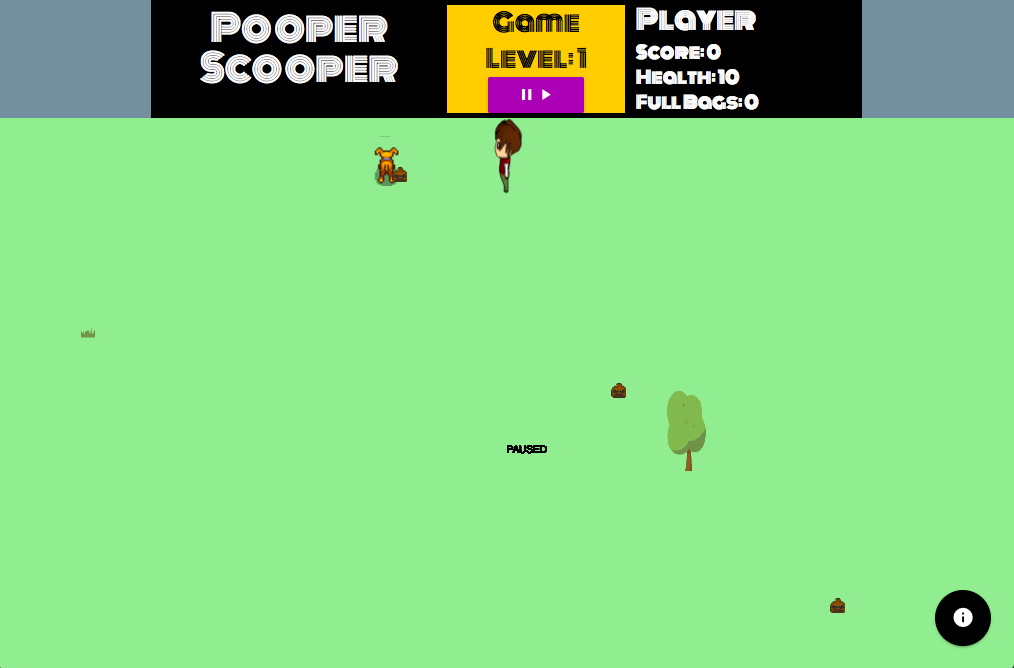 Pooper
Scooper
Game
Level: 1
Player
Score: 0
Health: 10
Full Bags: 0
PAUSED